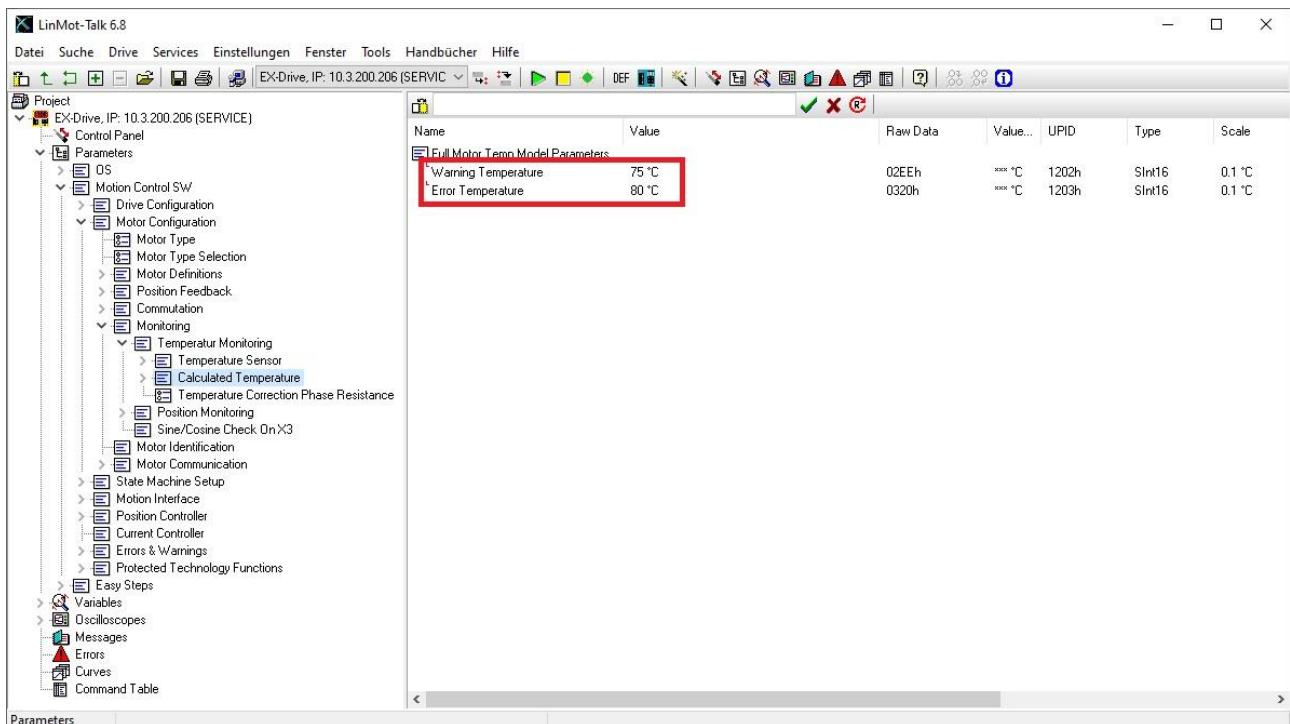 LinMot-Talk 6.8
Datei Suche Drive Services Einstellungen Fenster Tools Handbücher Hilfe
EX-Drive, IP: 10.3.200.206 (SERVIC DEF
Project
EX-Drive, IP: 10.3.200.206 (SERVICE)
Control Panel
Parameters
OS
Motion Control SW
Drive Configuration
Motor Configuration
Motor Type
Motor Type Selection
Motor Definitions
Position Feedback
Commutation
Monitoring
Temperatur Monitoring
Temperature Sensor
Calculated Temperature
Temperature Correction Phase Resistance
Position Monitoring
Sine/Cosine Check On X3
Motor Identification
Motor Communication
State Machine Setup
Motion Interface
Position Controller
Current Controller
Errors & Warnings
Protected Technology Functions
Easy Steps
Variables
Oscilloscopes
Messages
Errors
Curves
Command Table
Name Value Raw Data Value... UPID Type Scale
Full Motor Temp Model Parameters
Warning Temperature 75 °C 02EEh *** °C 1202h SInt16 0.1 °C
Error Temperature 80 °C 0320h *** °C 1203h SInt16 0.1 °C
Parameters